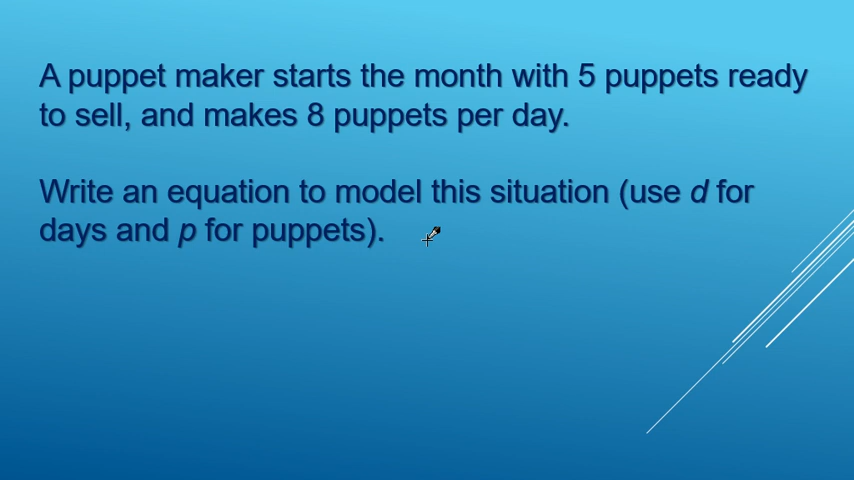 A puppet maker starts the month with 5 puppets ready
to sell, and makes 8 puppets per day.
Write an equation to model this situation (use d for
days and p for puppets).